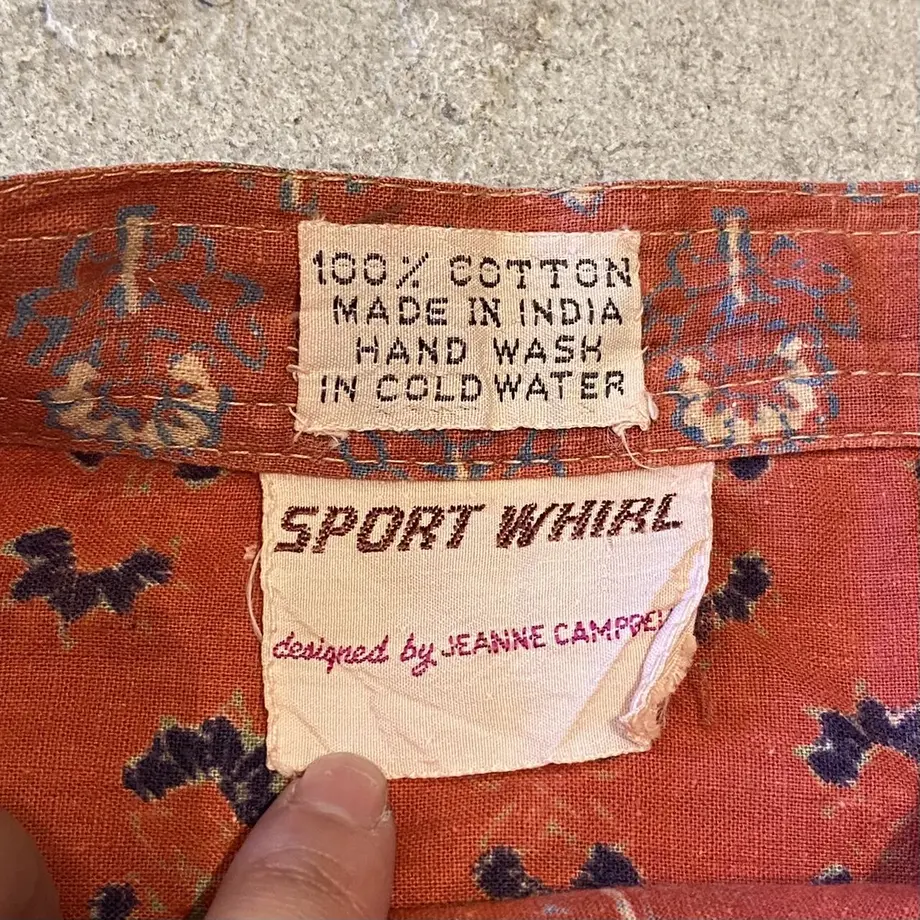 100% COTTON
MADE IN INDIA
HAND WASH
IN COLD WATER
SPORT WHIRL
designed by JEANNE CAMPBELL